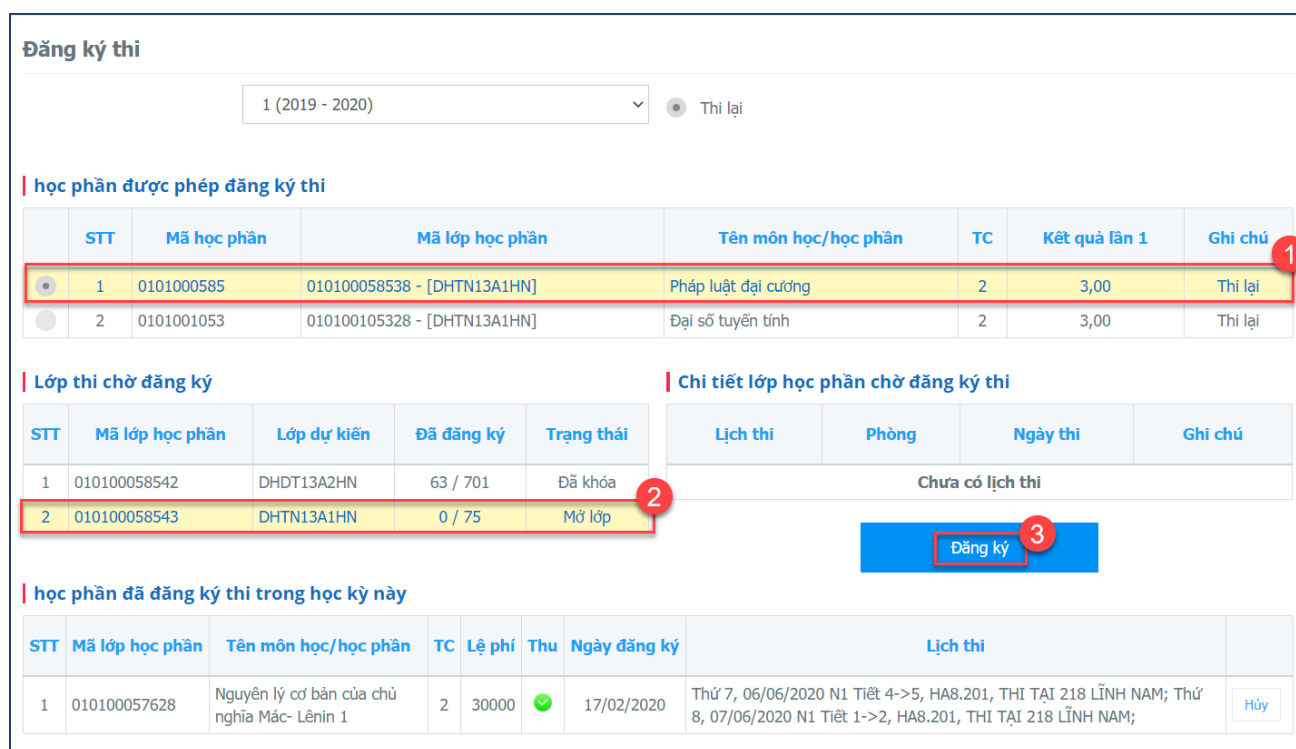 Đăng ký thi
1 (2019 - 2020)
Thi lại
học phần được phép đăng ký thi
STT Mã học phần Mã lớp học phần Tên môn học/học phần TC Kết quả lần 1 Ghi chú
1
1 0101000585 010100058538 - [DHTN13A1HN] Pháp luật đại cương 2 3,00 Thi lại
2 0101001053 010100105328 - [DHTN13A1HN] Đại số tuyến tính 2 3,00 Thi lại
Lớp thi chờ đăng ký
STT Mã lớp học phần Lớp dự kiến Đã đăng ký Trạng thái
1 010100058542 DHDT13A2HN 63 / 701 Đã khóa
2
2 010100058543 DHTN13A1HN 0 / 75 Mở lớp
Chi tiết lớp học phần chờ đăng ký thi
Lịch thi Phòng Ngày thi Ghi chú
Chưa có lịch thi
Đăng ký 3
học phần đã đăng ký thi trong học kỳ này
STT Mã lớp học phần Tên môn học/học phần TC Lệ phí Thu Ngày đăng ký Lịch thi
1 010100057628 Nguyên lý cơ bản của chủ
nghĩa Mác- Lênin 1 2 30000 17/02/2020 Thứ 7, 06/06/2020 N1 Tiết 4->5, HA8.201, THI TẠI 218 LĨNH NAM; Thứ
8, 07/06/2020 N1 Tiết 1->2, HA8.201, THI TẠI 218 LĨNH NAM;
Hủy